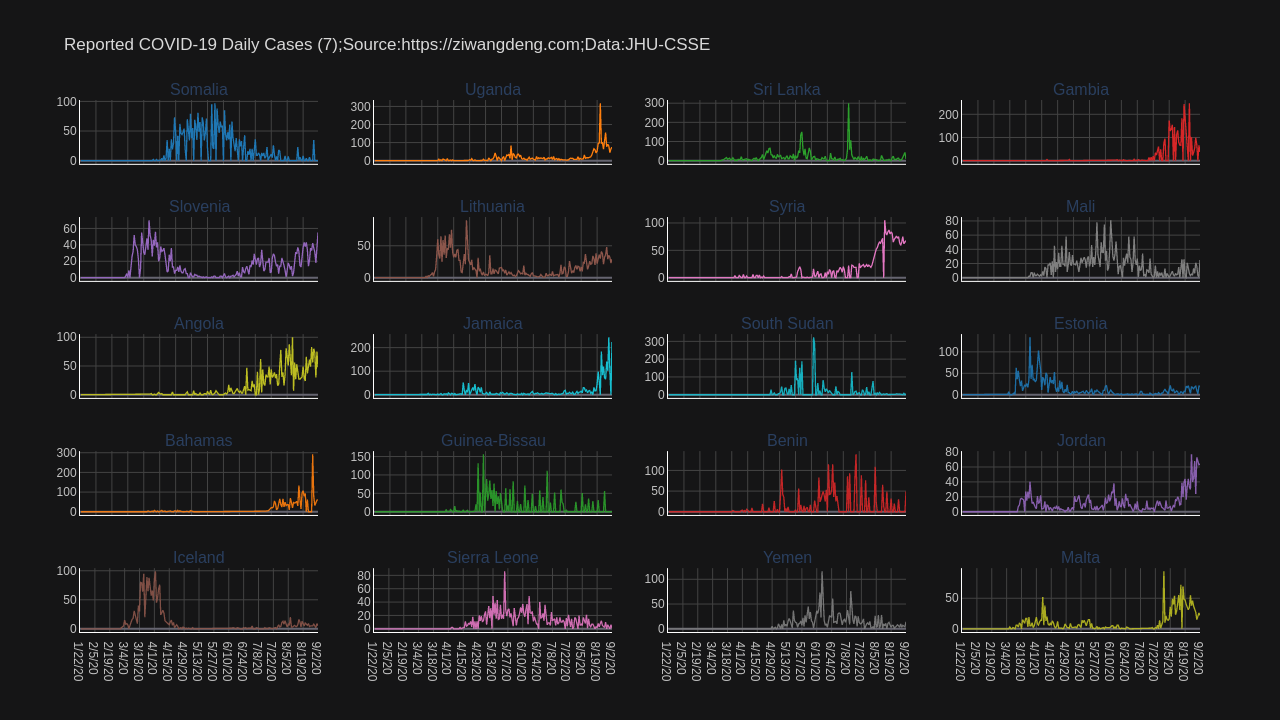 Reported COVID-19 Daily Cases (7);Source:https://ziwangdeng.com;Data:JHU-CSSE
Somalia Uganda Sri Lanka Gambia
100 50 0
300 200 100 0
300 200 100 0
200 100 0
Slovenia Lithuania Syria Mali
60 40 20 0
50 0
100 50 0
80 60 40 20 0
Angola Jamaica South Sudan Estonia
100 50 0
200 100 0
300 200 100 0
100 50 0
Bahamas Guinea-Bissau Benin Jordan
300 200 100 0
150 100 50 0
100 50 0
80 60 40 20 0
Iceland Sierra Leone Yemen Malta
100 50 0
80 60 40 20 0
100 50 0
50 0
1/22/20 2/5/20 2/19/20 3/4/20 3/18/20 4/1/20 4/15/20 4/29/20 5/13/20 5/27/20 6/10/20 6/24/20 7/8/20 7/22/20 8/5/20 8/19/20 9/2/20
1/22/20 2/5/20 2/19/20 3/4/20 3/18/20 4/1/20 4/15/20 4/29/20 5/13/20 5/27/20 6/10/20 6/24/20 7/8/20 7/22/20 8/5/20 8/19/20 9/2/20
1/22/20 2/5/20 2/19/20 3/4/20 3/18/20 4/1/20 4/15/20 4/29/20 5/13/20 5/27/20 6/10/20 6/24/20 7/8/20 7/22/20 8/5/20 8/19/20 9/2/20
1/22/20 2/5/20 2/19/20 3/4/20 3/18/20 4/1/20 4/15/20 4/29/20 5/13/20 5/27/20 6/10/20 6/24/20 7/8/20 7/22/20 8/5/20 8/19/20 9/2/20